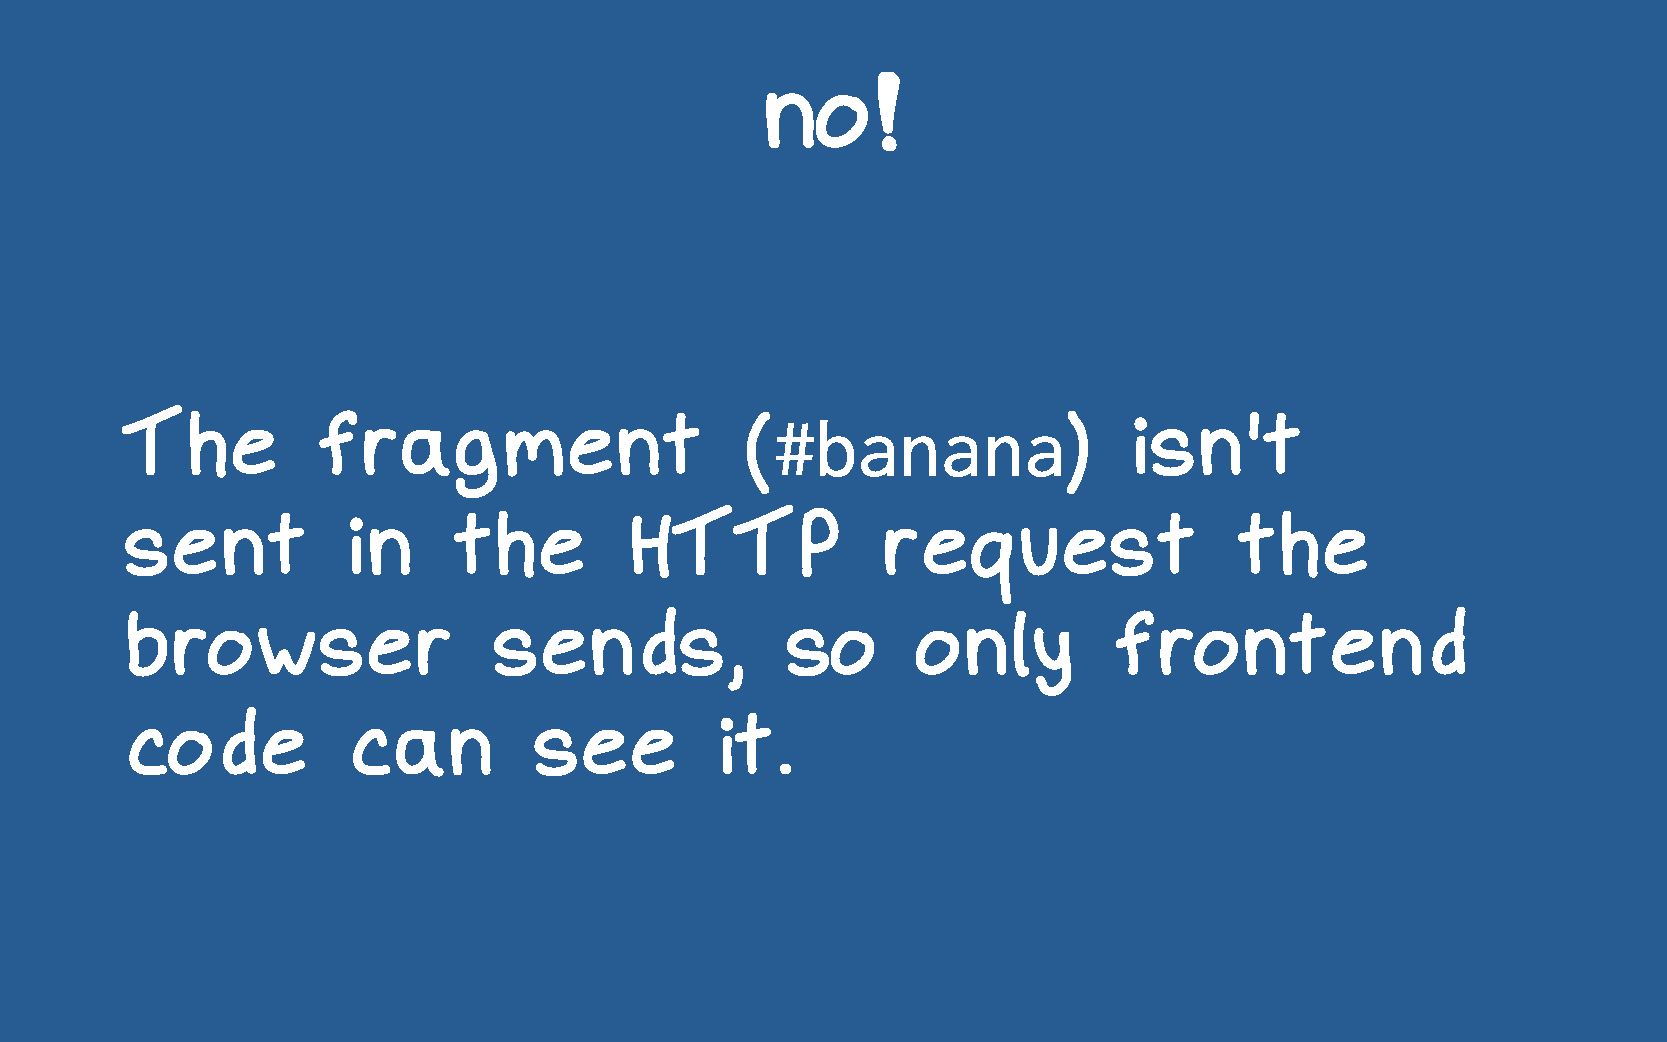 no!
The fragment (#banana) isn't
sent in the HTTP request the
browser sends, so only frontend
code can see it.